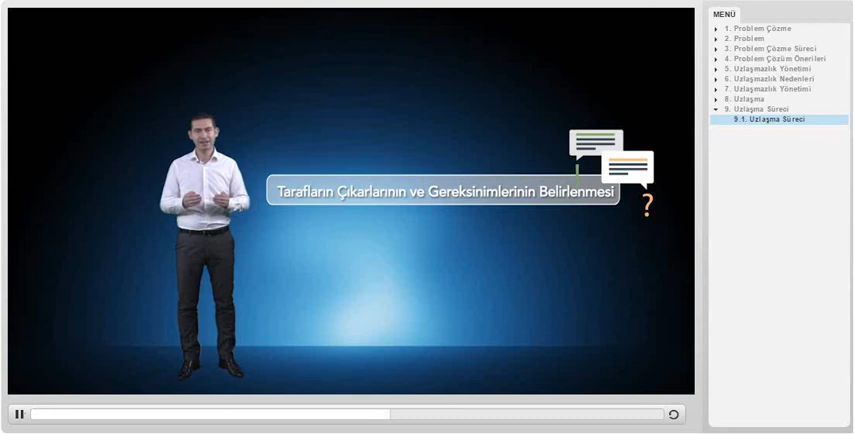 Tarafların Çıkarlarının ve Gereksinimlerinin Belirlenmesi
!
?
MENÜ
1. Problem Çözme
2. Problem
3. Problem Çözme Süreci
4. Problem Çözüm Önerileri
5. Uzlaşmazlık Yönetimi
6. Uzlaşmazlık Nedenleri
7. Uzlaşmazlık Yönetimi
8. Uzlaşma
9. Uzlaşma Süreci
9.1. Uzlaşma Süreci